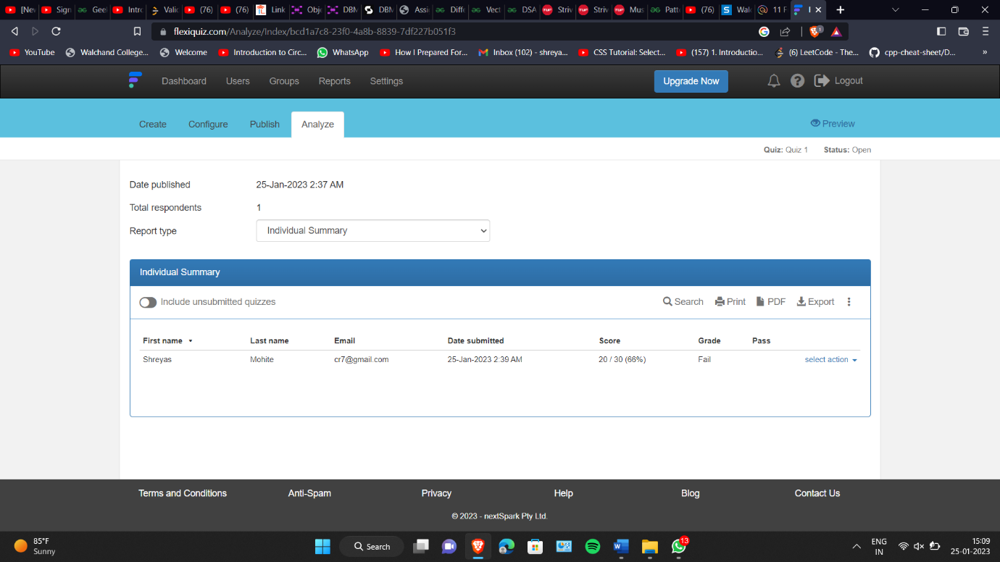 [Nev Sign Geel Intro Valid (76) (76) Link Obje DBM DBM Assi Diffe Vect DSA Striv Striv Mus Patte (76) Walc 11 F
flexiquiz.com/Analyze/Index/bcd1a7c8-23f0-4a8b-8839-7df227b051f3
YouTube Walchand College... Welcome Introduction to Circ... WhatsApp How I Prepared For... Inbox (102) - shreya... CSS Tutorial: Select... (157) 1. Introductio... (6) LeetCode - The... cpp-cheat-sheet/D... »
Dashboard Users Groups Reports Settings Upgrade Now Logout
Create Configure Publish Analyze Preview
Quiz: Quiz 1 Status: Open
Date published 25-Jan-2023 2:37 AM
Total respondents 1
Report type Individual Summary
Individual Summary
Include unsubmitted quizzes Search Print PDF Export
First name Last name Email Date submitted Score Grade Pass
Shreyas Mohite cr7@gmail.com 25-Jan-2023 2:39 AM 20 / 30 (66%) Fail select action
Terms and Conditions Anti-Spam Privacy Help Blog Contact Us
© 2023 - nextSpark Pty Ltd.
85°F
Sunny
Search
13
ENG
IN
15:09
25-01-2023